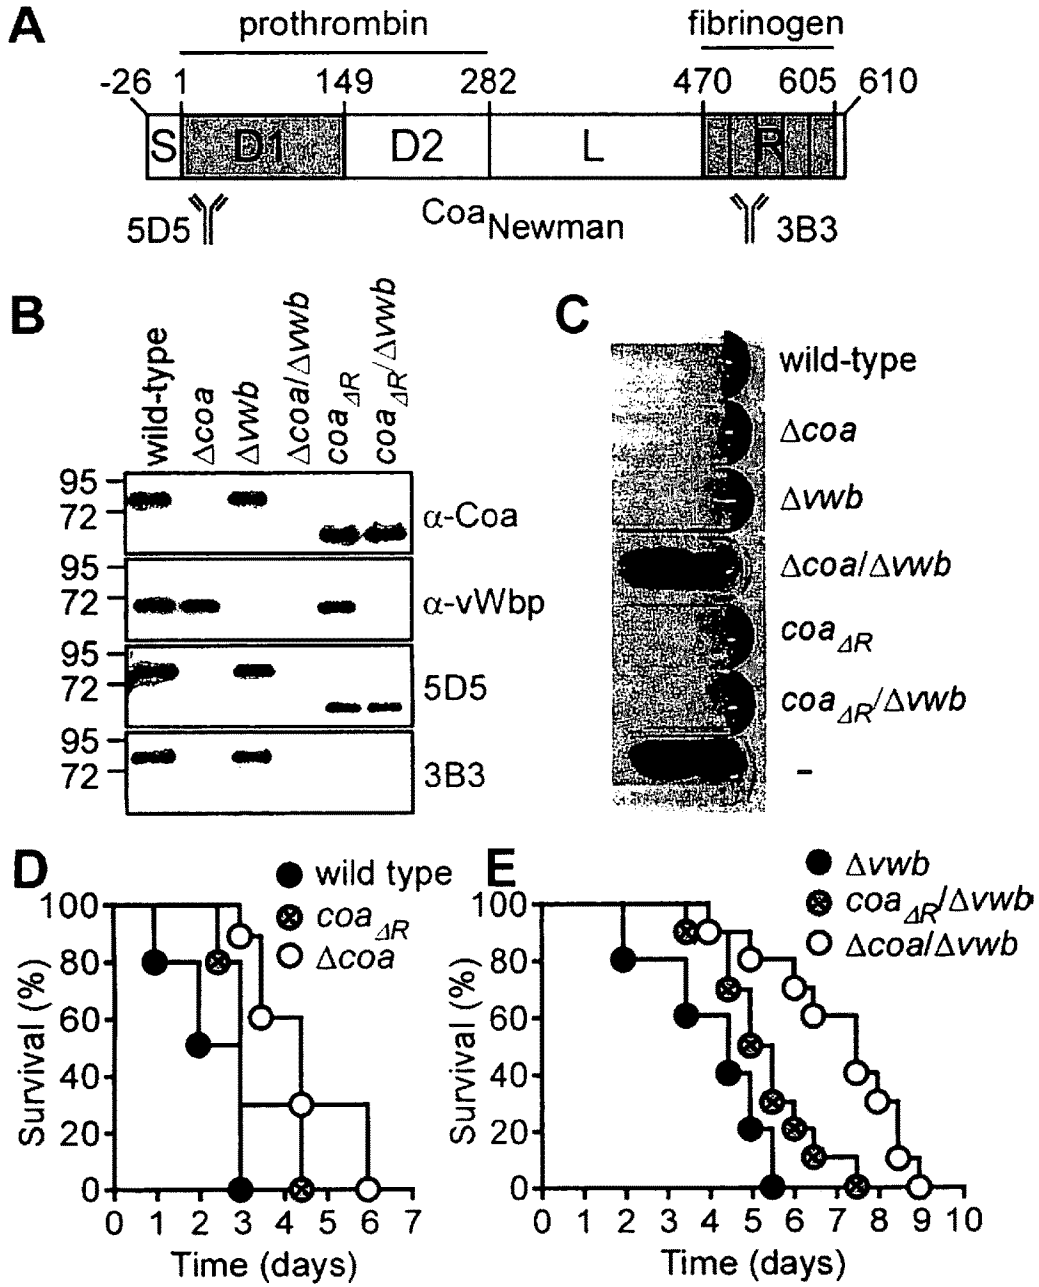 A
prothrombin
fibrinogen
-26 1 149 282 470 605 610
S D1 D2 L R
5D5 CoaNewman 3B3
B
wild-type Δcoa Δvwb Δcoa/Δvwb coaΔR coaΔR/Δvwb
95
72
α-Coa
95
72
α-vWbp
95
72
5D5
95
72
3B3
C
wild-type
Δcoa
Δvwb
Δcoa/Δvwb
coaΔR
coaΔR/Δvwb
-
D
wild type
coaΔR
Δcoa
100
80
60
40
20
0
Survival (%)
0 1 2 3 4 5 6 7
Time (days)
E
Δvwb
coaΔR/Δvwb
Δcoa/Δvwb
100
80
60
40
20
0
Survival (%)
0 1 2 3 4 5 6 7 8 9 10
Time (days)